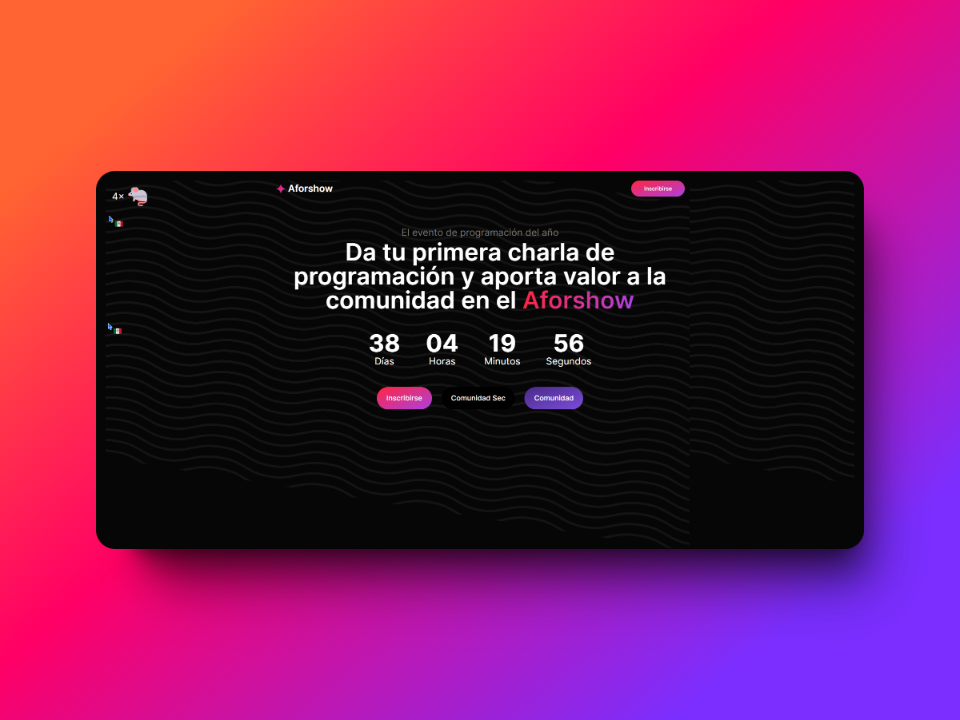 4×
Aforshow
Inscribirse
El evento de programación del año
Da tu primera charla de
programación y aporta valor a la
comunidad en el Aforshow
38 04 19 56
Días Horas Minutos Segundos
Inscribirse Comunidad Sec Comunidad